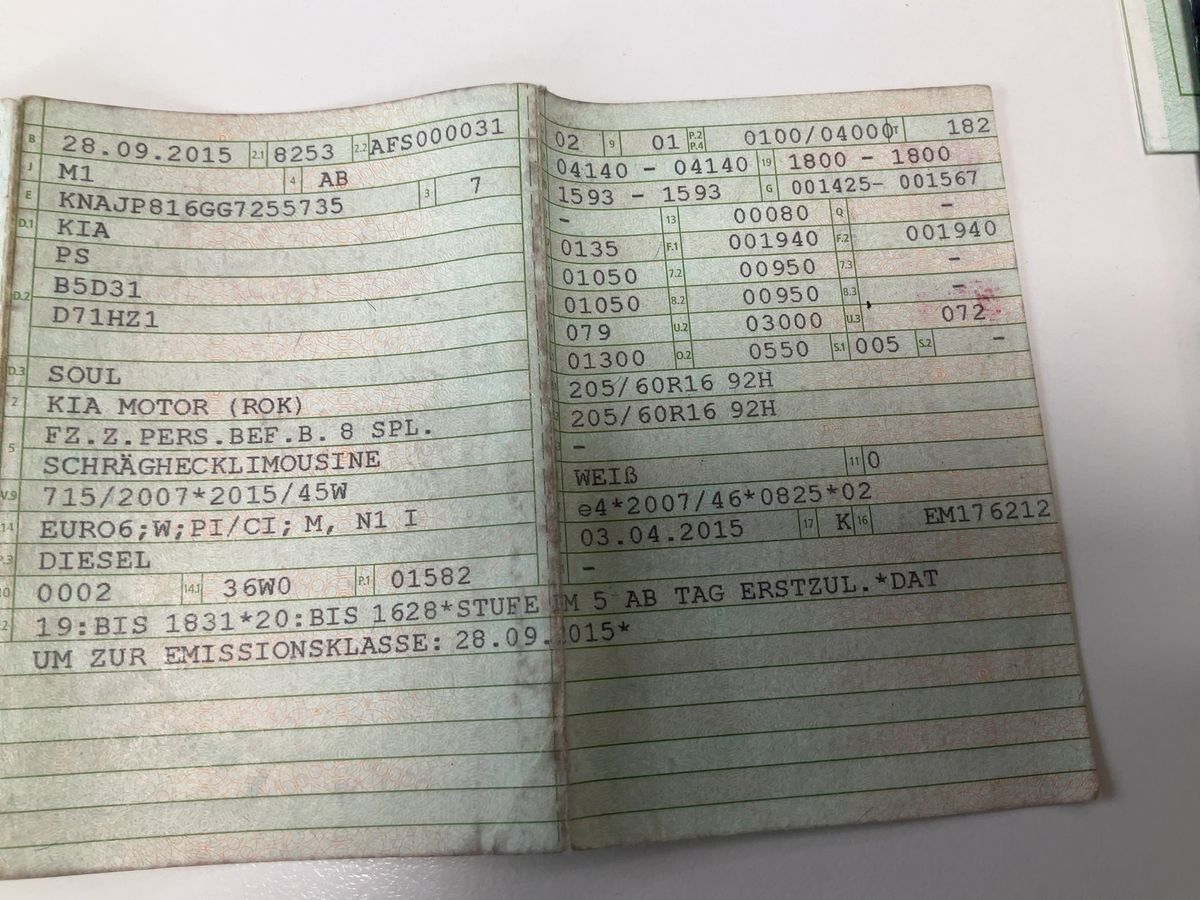 B 28.09.2015 2.1 8253 2.2 AFS000031
J M1 4 AB
E KNAJP816GG7255735 3 7
D.1 KIA
PS
D.2 B5D31
D71HZ1
D.3 SOUL
2 KIA MOTOR (ROK)
FZ.Z.PERS.BEF.B. 8 SPL.
5 SCHRÄGHECKLIMOUSINE
V.9 715/2007*2015/45W
14 EURO6;W;PI/CI; M, N1 I
P.3 DIESEL
10 0002 14.1 36W0 P.1 01582
02 9 01 P.2 P.4 0100/04000 T 182
04140 - 04140 19 1800 - 1800
1593 - 1593 G 001425- 001567
- 13 00080 Q -
0135 F.1 001940 F.2 001940
01050 7.2 00950 7.3 -
01050 8.2 00950 8.3 -
079 U.2 03000 U.3 072
01300 O.2 0550 S.1 005 S.2 -
205/60R16 92H
205/60R16 92H
-
WEIß 11 0
e4*2007/46*0825*02
03.04.2015 17 K 16 EM176212
-
19:BIS 1831*20:BIS 1628*STUFE IM 5 AB TAG ERSTZUL.*DAT
UM ZUR EMISSIONSKLASSE: 28.09.2015*